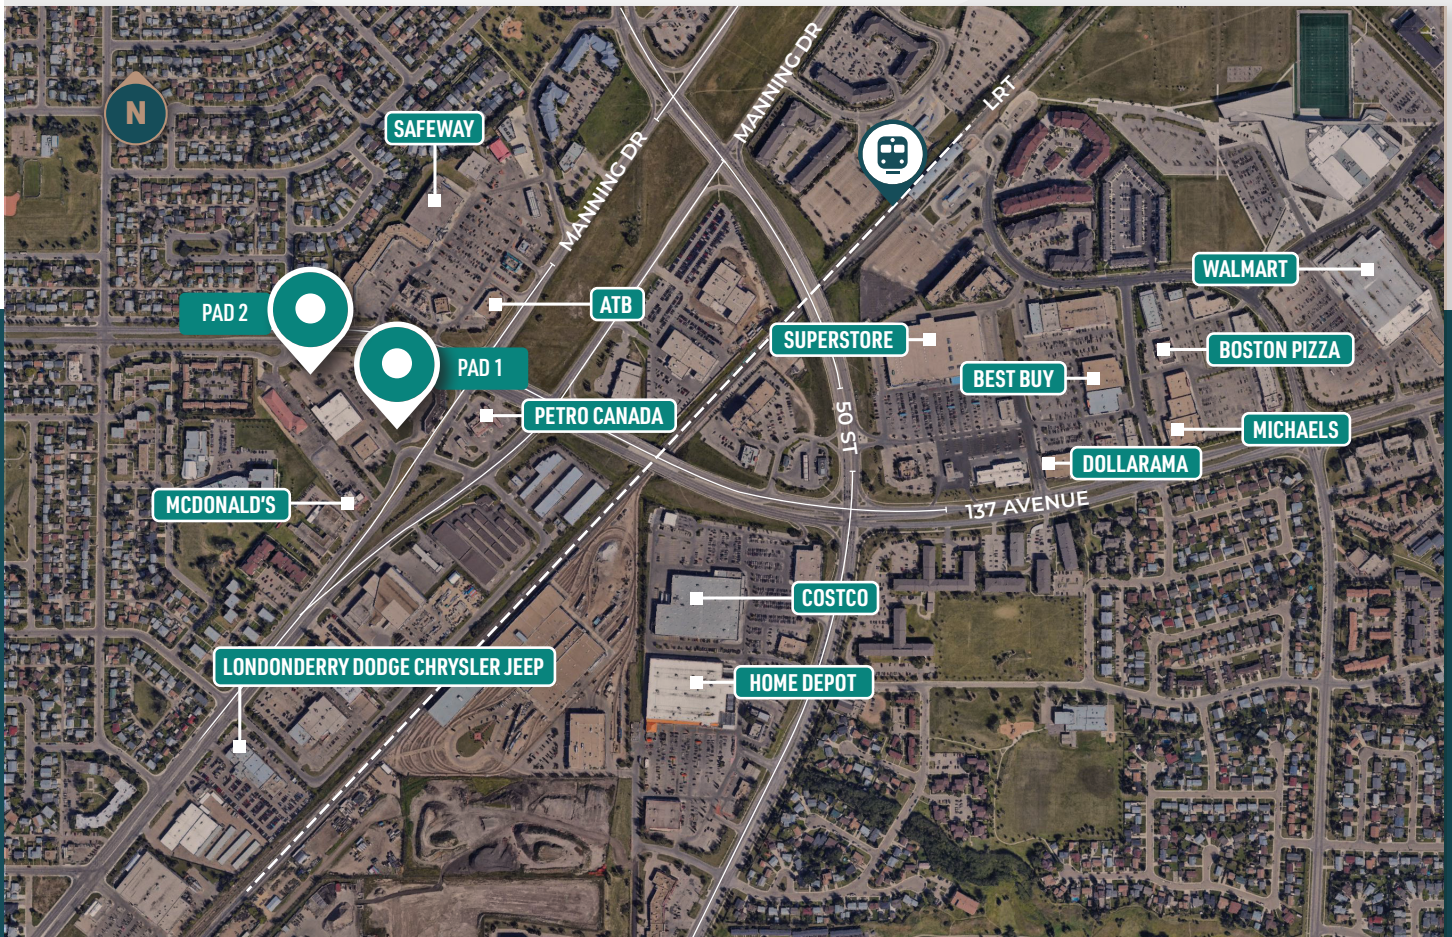 N
SAFEWAY
MANNING DR
MANNING DR
LRT
WALMART
PAD 2
ATB
SUPERSTORE
BOSTON PIZZA
PAD 1
BEST BUY
PETRO CANADA
50 ST
MICHAELS
DOLLARAMA
MCDONALD'S
137 AVENUE
COSTCO
LONDONDERRY DODGE CHRYSLER JEEP
HOME DEPOT